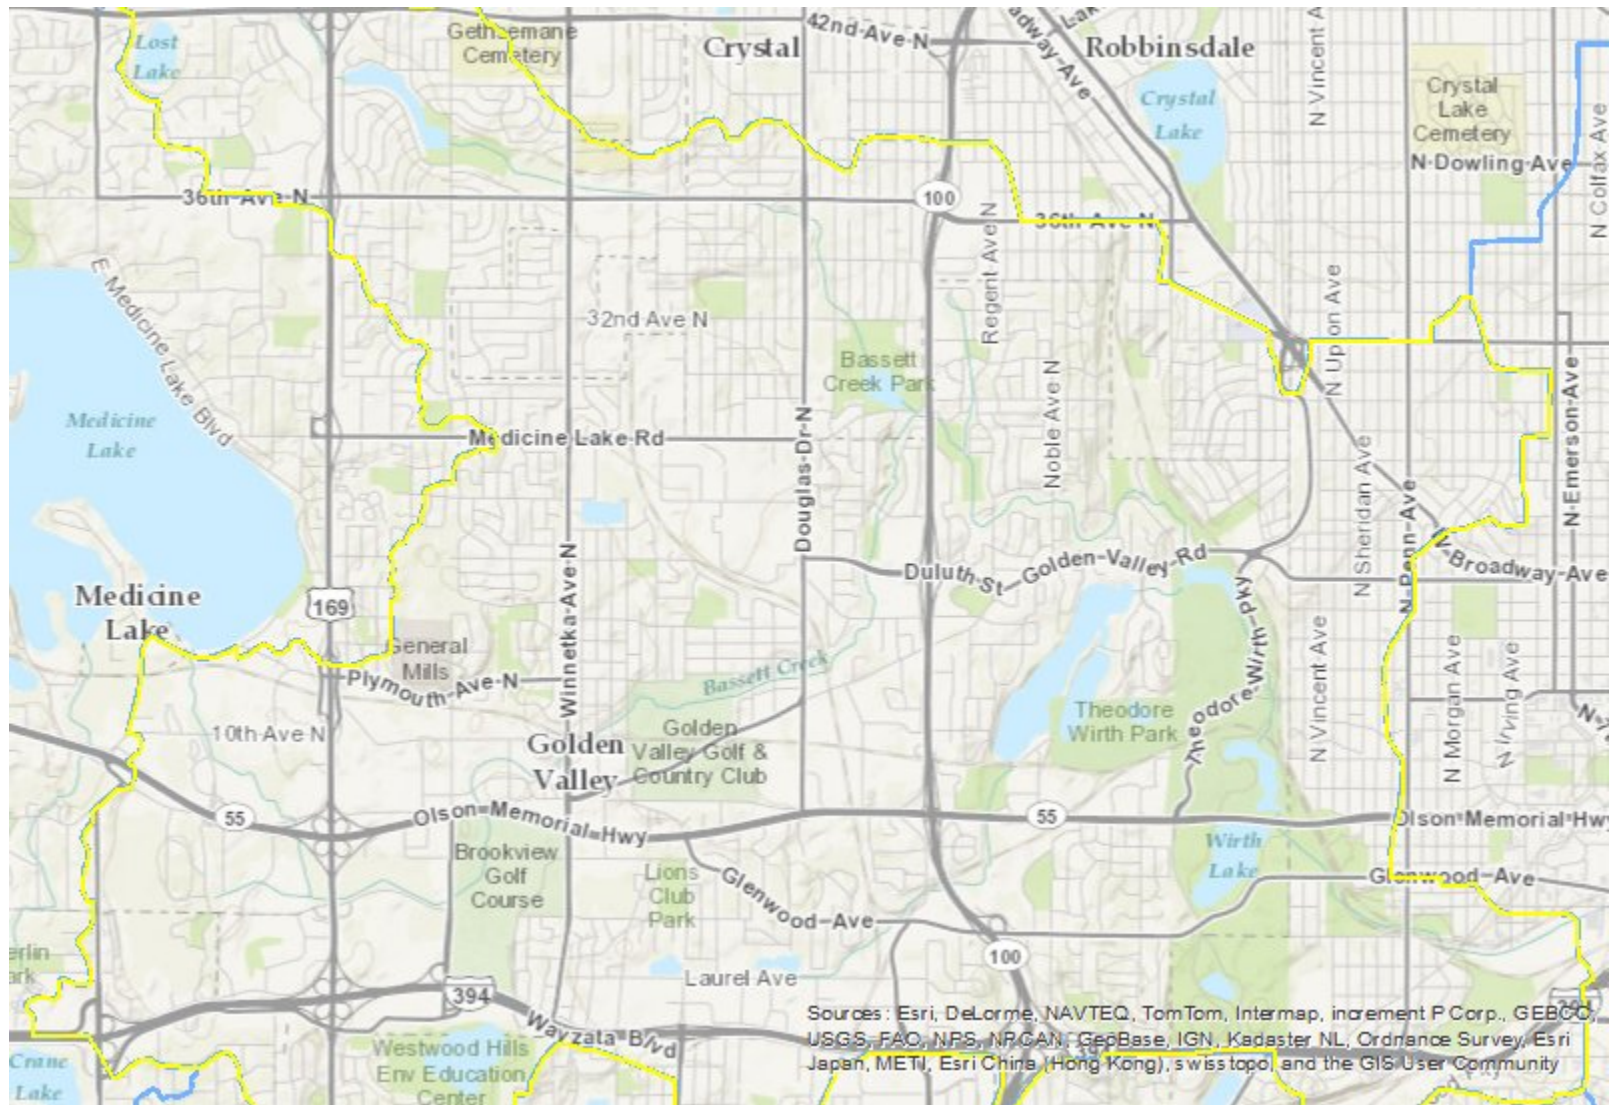 Lost
Lake
Gethsemane
Cemetery
Crystal
42nd Ave N
Robbinsdale
Crystal
Lake
N Vincent A
Crystal
Lake
Cemetery
N Dowling Ave
N Colfax Ave
36th Ave N
100
36th Ave N
Regent Ave N
E Medicine Lake Blvd
32nd Ave N
Bassett
Creek Park
Noble Ave N
N Upton Ave
Medicine
Lake
Medicine Lake Rd
Douglas Dr N
N Sheridan Ave
N Penn Ave
N Emerson Ave
Winnetka Ave N
Duluth St
Golden Valley Rd
N Broadway Ave
Medicine
Lake
169
General
Mills
Plymouth Ave N
Bassett Creek
Theodore Wirth Pky
N Vincent Ave
N Morgan Ave
N Irving Ave
10th Ave N
Golden
Valley
Golden
Valley Golf &
Country Club
Theodore
Wirth Park
55
Olson Memorial Hwy
55
Olson Memorial Hwy
Brookview
Golf
Course
Lions
Club
Park
Glenwood Ave
Wirth
Lake
Glenwood Ave
erlin
ark
Laurel Ave
100
394
394
Wayzata Blvd
Westwood Hills
Env Education
Center
Crane
Lake
Sources: Esri, DeLorme, NAVTEQ, TomTom, Intermap, increment P Corp., GEBCO,
USGS, FAO, NPS, NRCAN, GeoBase, IGN, Kadaster NL, Ordnance Survey, Esri
Japan, METI, Esri China (Hong Kong), swisstopo, and the GIS User Community